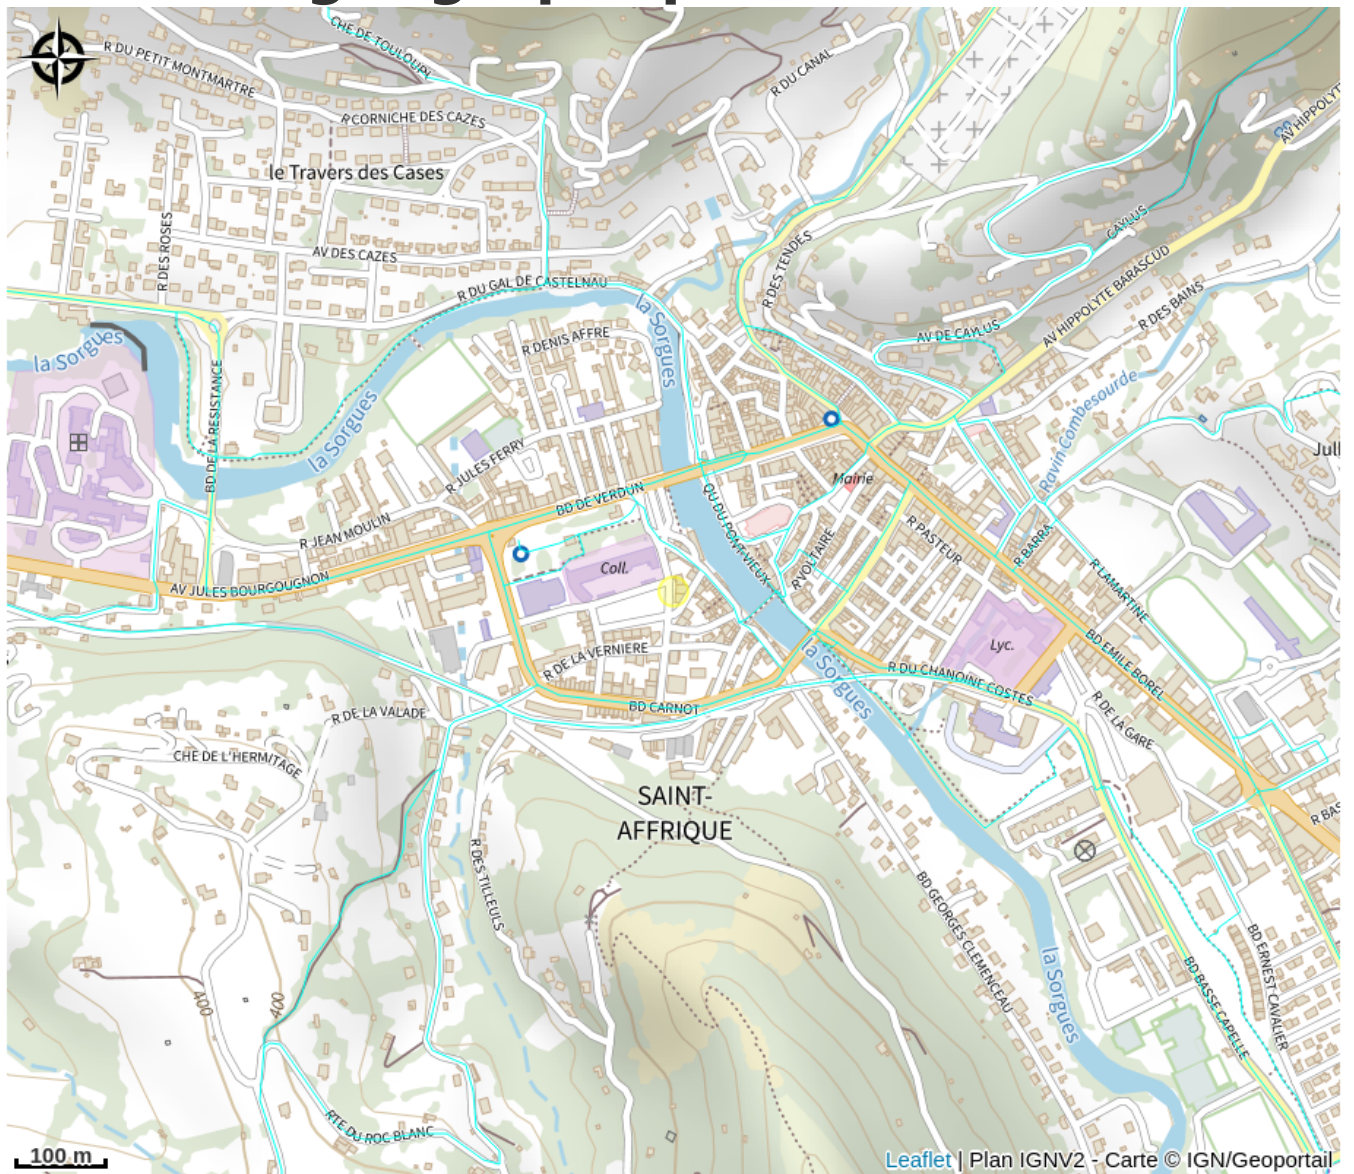 CHE DE TOULOUPI
R DU PETIT MONTMARTRE
R CORNICHE DES CAZES
R DU CANAL
AV HIPPOLYT
le Travers des Cases
R DES ROSES
AV DES CAZES
R DES TENDES
CAYLUS
R DU GAL DE CASTELNAU
la Sorgues
AV HIPPOLYTE BARASCUD
R DES BAINS
AV DE CAYLUS
la Sorgues
R DENIS AFFRE
BD DE LA RESISTANCE
la Sorgues
Ravin Combesourde
R JULES FERRY
Mairie
Jull
BD DE VERDUN
QU DU PONT VIEUX
R JEAN MOULIN
R PASTEUR
R VOLTAIRE
R BARRA
Coll.
AV JULES BOURGOUGNON
R LAMARTINE
Lyc.
BD EMILE BOREL
R DE LA VERNIERE
la Sorgues
R DU CHANOINE COSTES
BD CARNOT
R DE LA VALADE
R DE LA GARE
CHE DE L'HERMITAGE
SAINT-
AFFRIQUE
R BAS
R DES TILLEULS
BD GEORGES CLEMENCEAU
la Sorgues
BD ERNEST CAVALIER
BD BASSE CAPELLE
400
400
RTE DU ROC BLANC
100 m
Leaflet | Plan IGNV2 - Carte © IGN/Geoportail